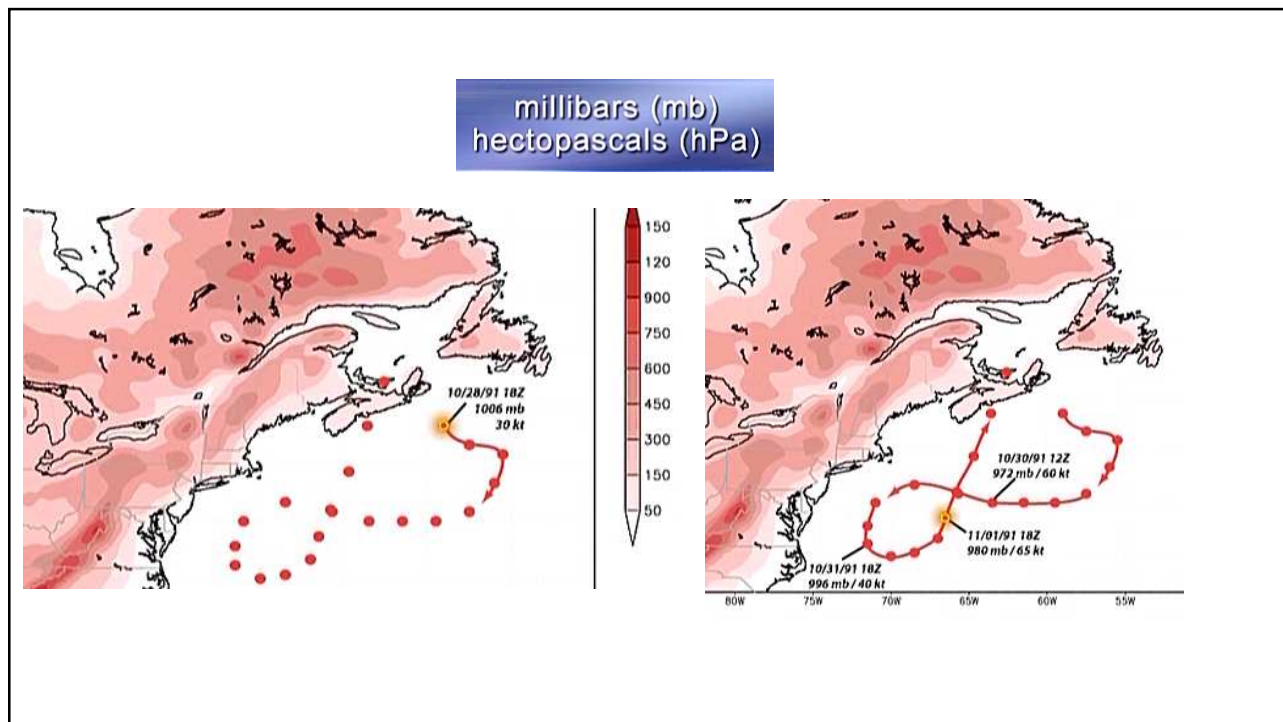 millibars (mb)
hectopascals (hPa)
10/28/91 18Z
1006 mb
30 kt
150
120
900
750
600
450
300
150
50
10/30/91 12Z
972 mb / 60 kt
11/01/91 18Z
980 mb / 65 kt
10/31/91 18Z
996 mb / 40 kt
80W
75W
70W
65W
60W
55W